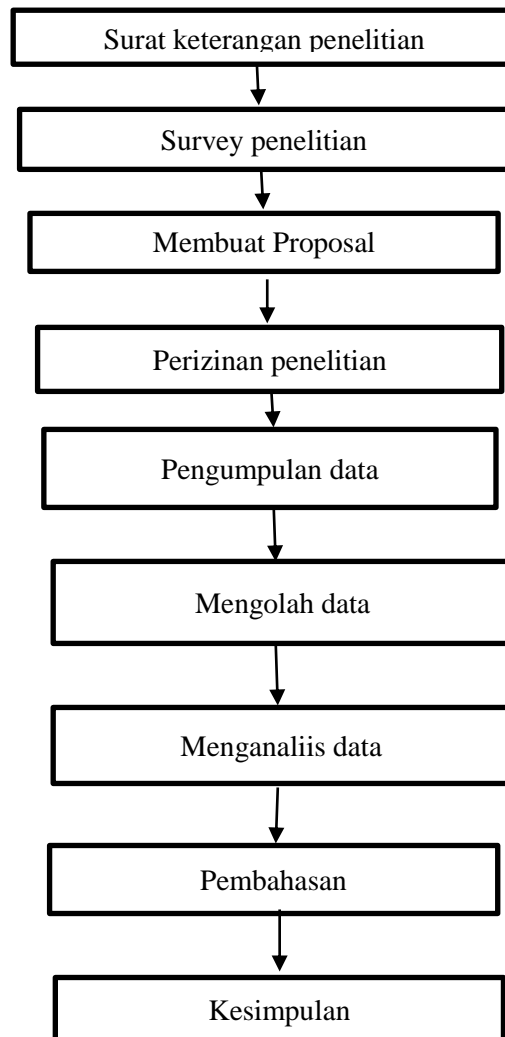 Surat keterangan penelitian
Survey penelitian
Membuat Proposal
Perizinan penelitian
Pengumpulan data
Mengolah data
Menganaliis data
Pembahasan
Kesimpulan